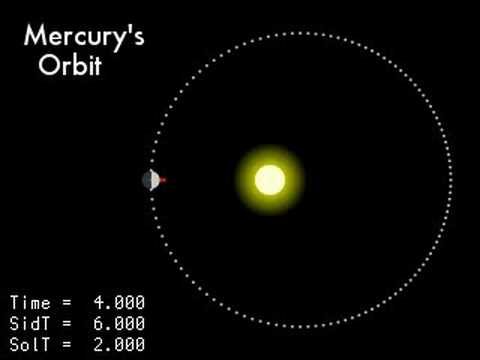 Mercury's
Orbit
Time = 4.000
SidT = 6.000
SolT = 2.000